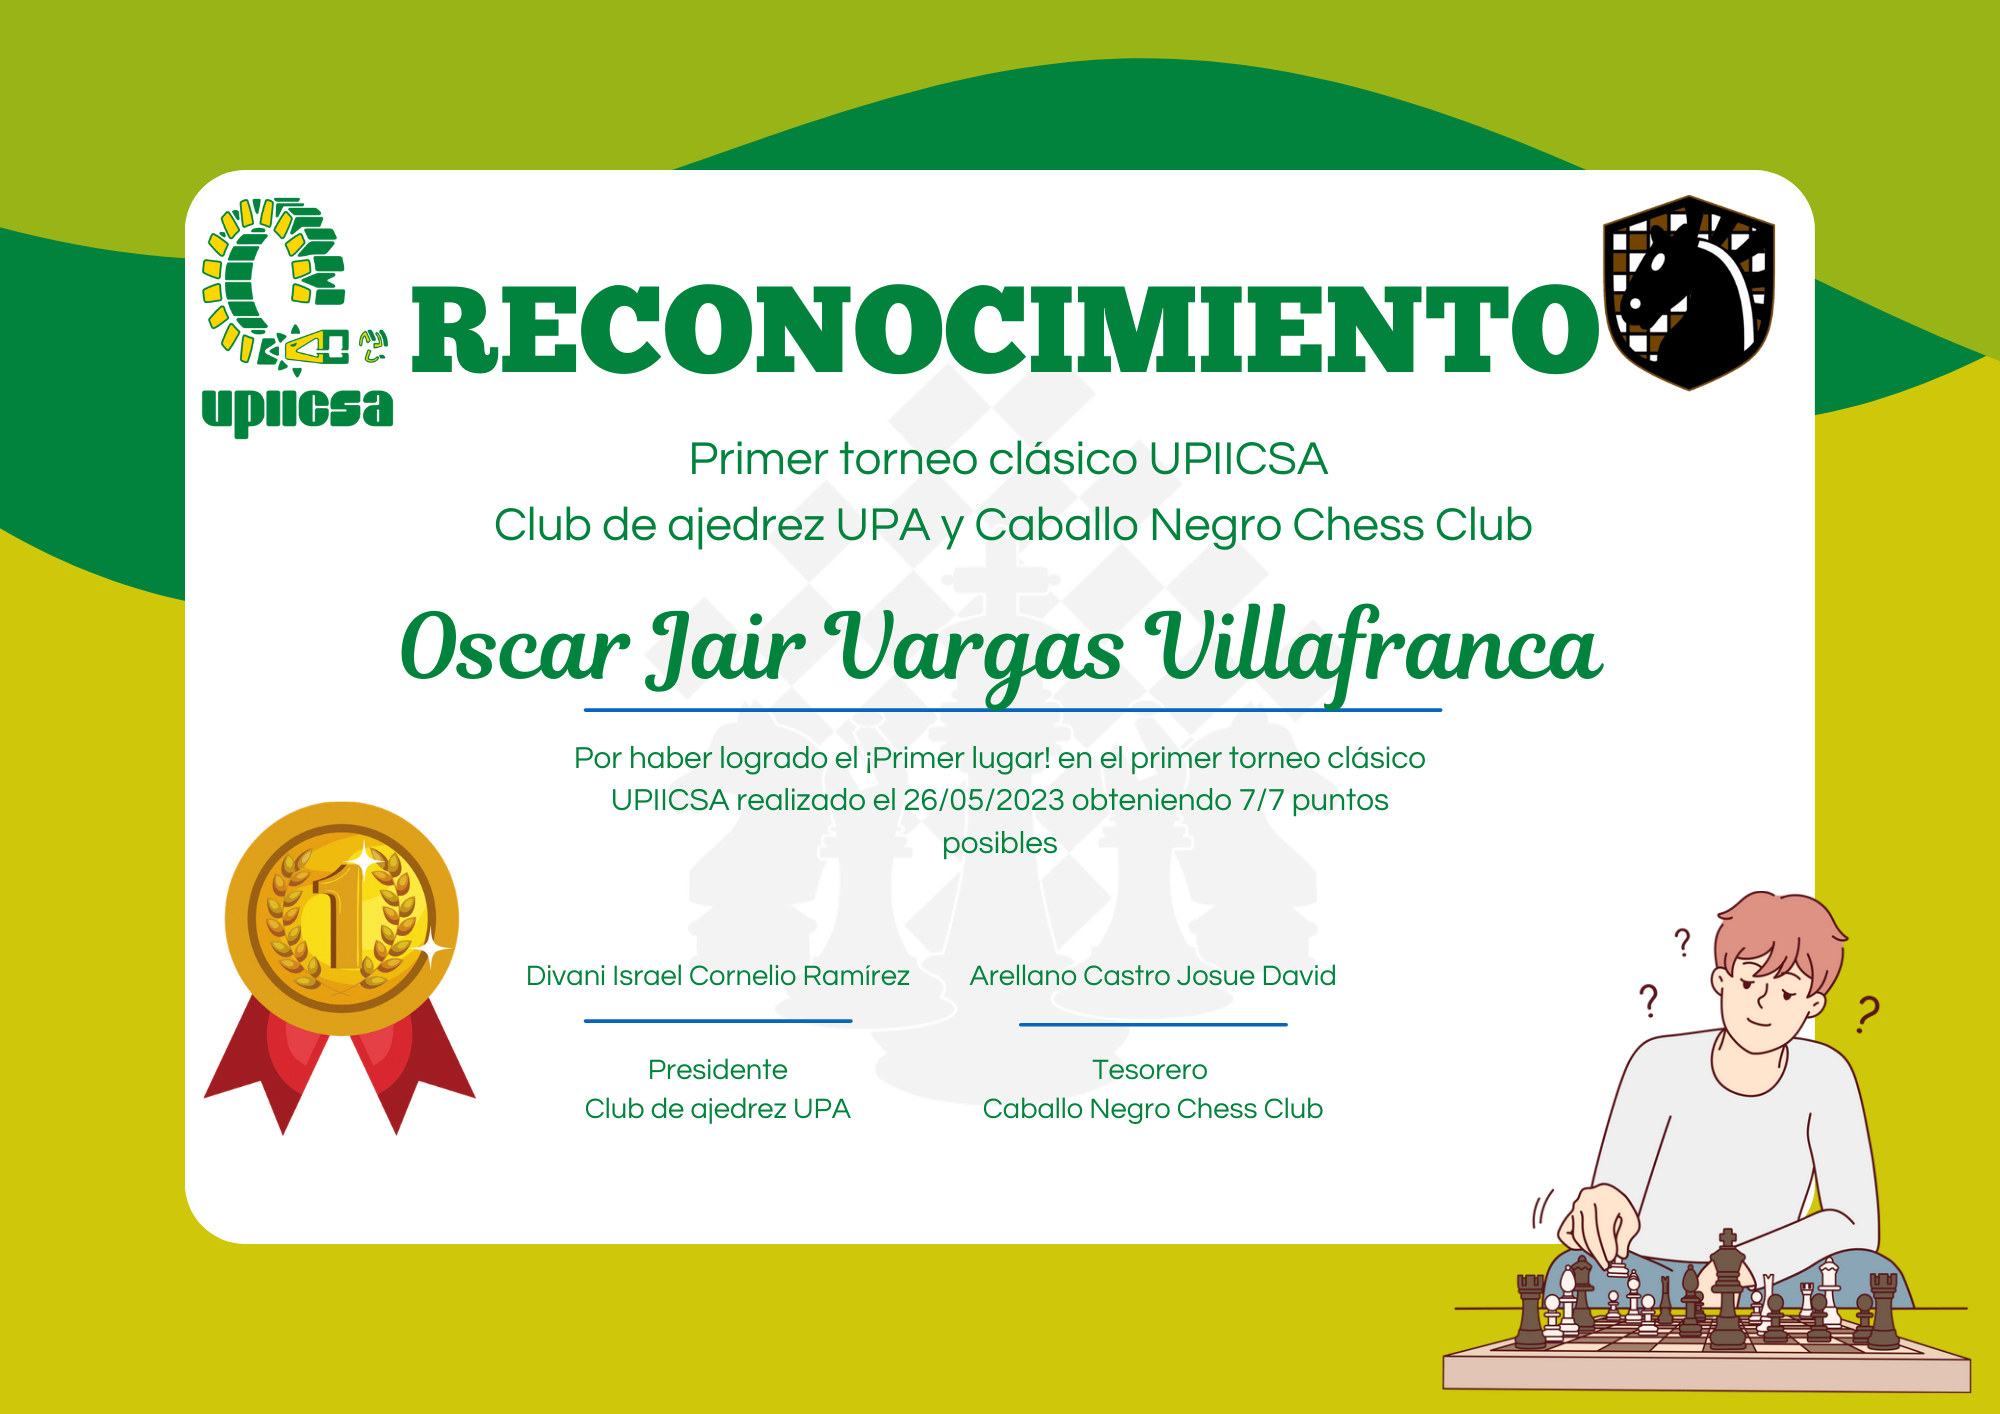 upiicsa
RECONOCIMIENTO
Primer torneo clásico UPIICSA
Club de ajedrez UPA y Caballo Negro Chess Club
Oscar Jair Vargas Villafranca
Por haber logrado el ¡Primer lugar! en el primer torneo clásico
UPIICSA realizado el 26/05/2023 obteniendo 7/7 puntos
posibles
1
Divani Israel Cornelio Ramírez
Presidente
Club de ajedrez UPA
Arellano Castro Josue David
Tesorero
Caballo Negro Chess Club
? ? ?